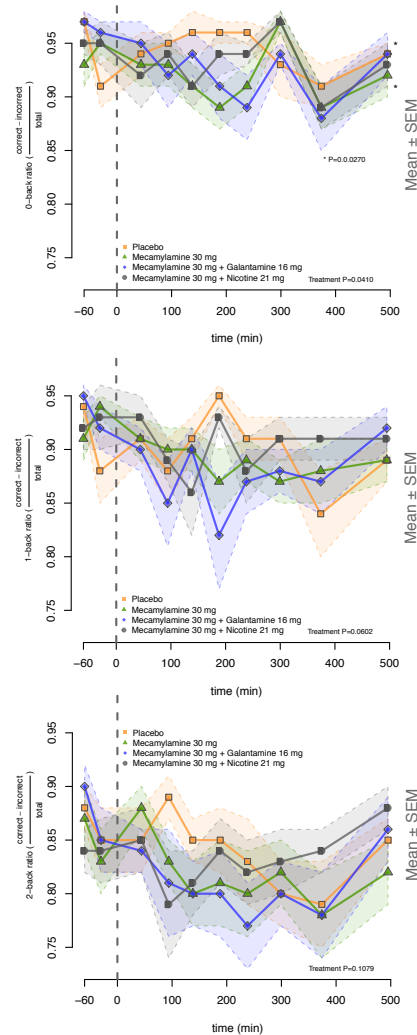 0.95
0.90
0.85
0.80
0.75
0−back ratio ( correct − incorrect / total )
Mean ± SEM
*
*
* P=0.0.0270
Placebo
Mecamylamine 30 mg
Mecamylamine 30 mg + Galantamine 16 mg
Mecamylamine 30 mg + Nicotine 21 mg
Treatment P=0.0410
−60 0 100 200 300 400 500
time (min)
0.95
0.90
0.85
0.80
0.75
1−back ratio ( correct − incorrect / total )
Mean ± SEM
Placebo
Mecamylamine 30 mg
Mecamylamine 30 mg + Galantamine 16 mg
Mecamylamine 30 mg + Nicotine 21 mg
Treatment P=0.0602
−60 0 100 200 300 400 500
time (min)
0.95
0.90
0.85
0.80
0.75
2−back ratio ( correct − incorrect / total )
Mean ± SEM
Placebo
Mecamylamine 30 mg
Mecamylamine 30 mg + Galantamine 16 mg
Mecamylamine 30 mg + Nicotine 21 mg
Treatment P=0.1079
−60 0 100 200 300 400 500
time (min)